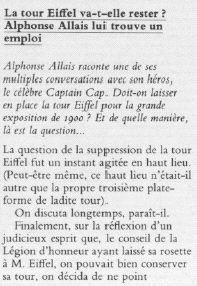 La tour Eiffel va-t-elle rester ?
Alphonse Allais lui trouve un
emploi
Alphonse Allais raconte une de ses
multiples conversations avec son héros,
le célèbre Captain Cap. Doit-on laisser
en place la tour Eiffel pour la grande
exposition de 1900 ? Et de quelle manière,
là est la question...
La question de la suppression de la tour
Eiffel fut un instant agitée en haut lieu.
(Peut-être même, ce haut lieu n'était-il
autre que la propre troisième plate-
forme de ladite tour).
On discuta longtemps, paraît-il.
Finalement, sur la réflexion d'un
judicieux esprit que, le conseil de la
Légion d'honneur ayant laissé sa rosette
à M. Eiffel, on pouvait bien conserver
sa tour, on décida de ne point